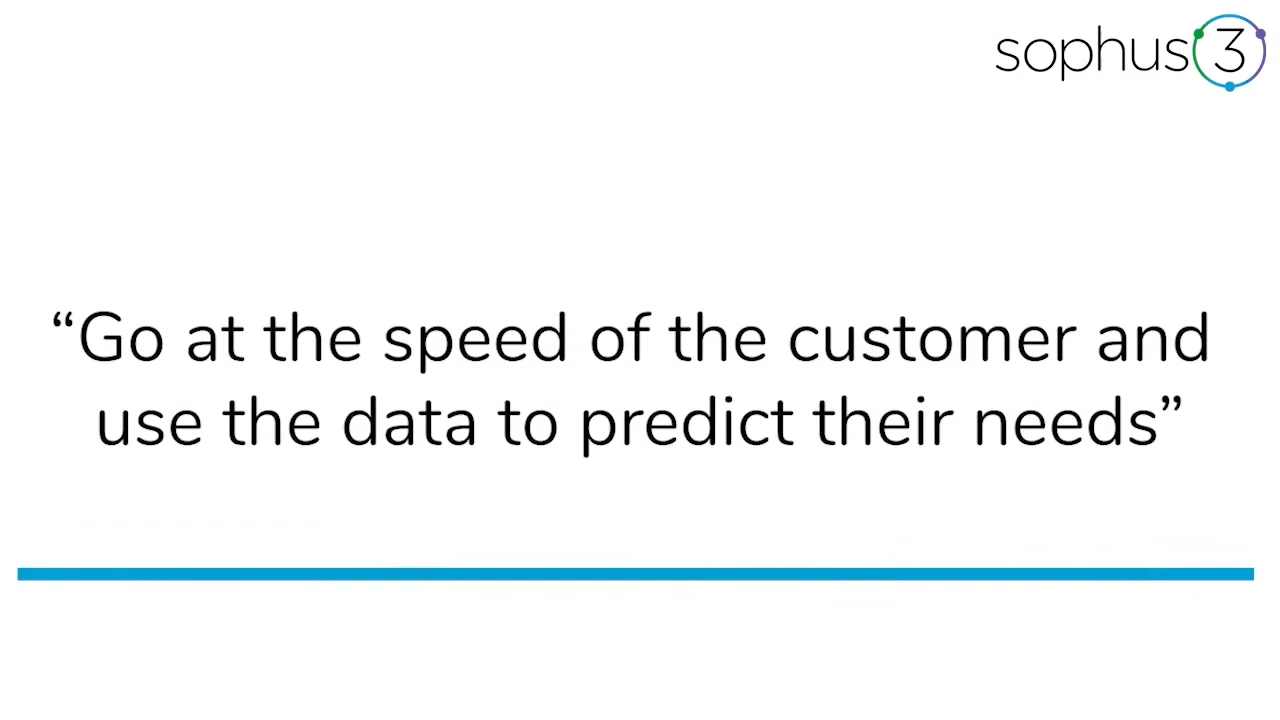 sophus3
“Go at the speed of the customer and
use the data to predict their needs”